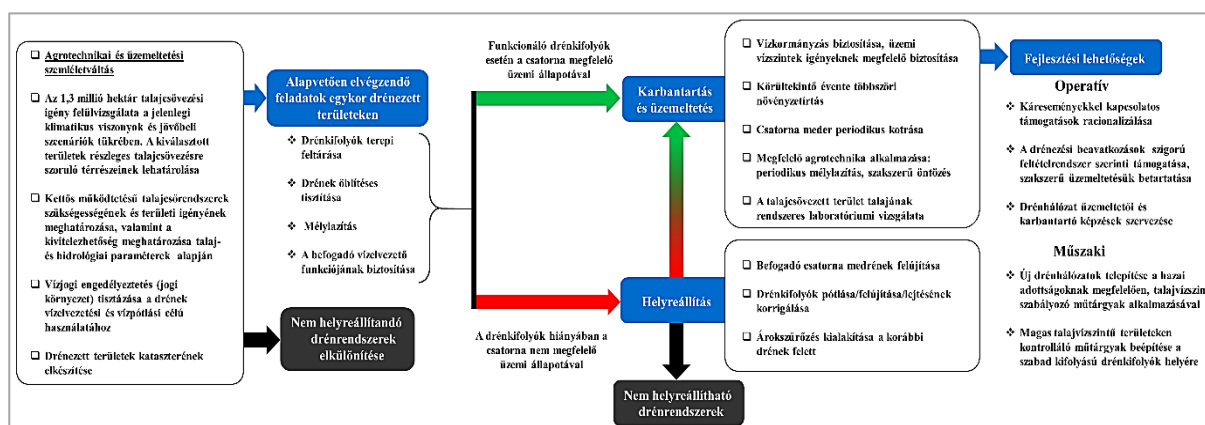 Agrotechnikai és üzemeltetési
szemléletváltás
Az 1,3 millió hektár talajcsövezési
igény felülvizsgálata a jelenlegi
klimatikus viszonyok és jövőbeli
szcenáriók tükrében. A kiválasztott
területek részleges talajcsövezésre
szoruló térrészeinek lehatárolása
Kettős működtetésű talajcsőrendszerek
szükségességének és területi igényének
meghatározása, valamint a
kivitelezhetőség meghatározása talaj-
és hidrológiai paraméterek alapján
Vízjogi engedélyeztetés (jogi
környezet) tisztázása a drének
vízelvezetési és vízpótlási célú
használatához
Drénezett területek kataszterének
elkészítése
Alapvetően elvégzendő
feladatok egykor drénezett
területeken
Drénkifolyók terepi
feltárása
Drének öblítéses
tisztítása
Mélylazítás
A befogadó vízelvezető
funkciójának biztosítása
Nem helyreállítandó
drénrendszerek
elkülönítése
Funkcionáló drénkifolyók
esetén a csatorna megfelelő
üzemi állapotával
A drénkifolyók hiányában a
csatorna nem megfelelő
üzemi állapotával
Karbantartás
és üzemeltetés
Helyreállítás
Nem helyreállítható
drénrendszerek
Vízkormányzás biztosítása, üzemi
vízszintek igényeknek megfelelő biztosítása
Körültekintő évente többszöri
növényzetirtás
Csatorna meder periodikus kotrása
Megfelelő agrotechnika alkalmazása:
periodikus mélylazítás, szakszerű öntözés
A talajcsövezett terület talajának
rendszeres laboratóriumi vizsgálata
Befogadó csatorna medrének felújítása
Drénkifolyók pótlása/felújítása/lejtésének
korrigálása
Árokszűrőzés kialakítása a korábbi
drének felett
Fejlesztési lehetőségek
Operatív
Káreseményekkel kapcsolatos
támogatások racionalizálása
A drénezési beavatkozások szigorú
feltételrendszer szerinti támogatása,
szakszerű üzemeltetésük betartatása
Drénhálózat üzemeltetői és
karbantartó képzések szervezése
Műszaki
Új drénhálózatok telepítése a hazai
adottságoknak megfelelően, talajvízszint
szabályozó műtárgyak alkalmazásával
Magas talajvízszintű területeken
kontrolláló műtárgyak beépítése a
szabad kifolyású drénkifolyók helyére